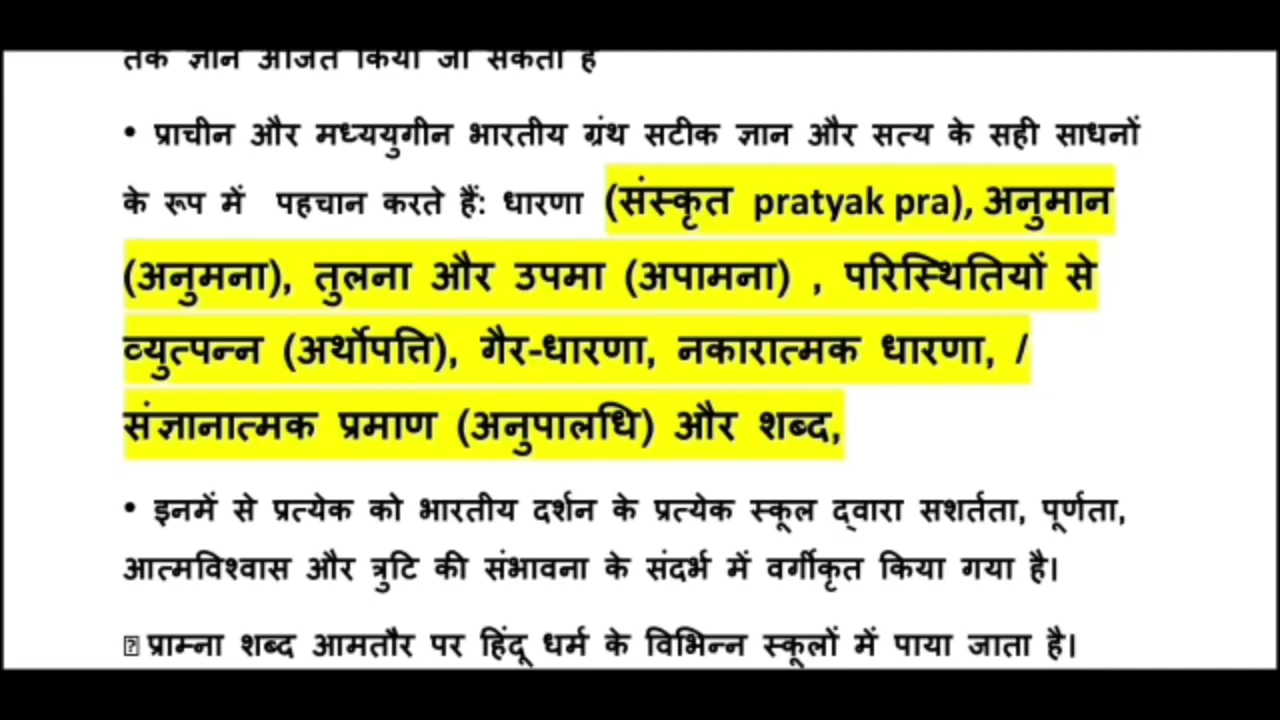 तक ज्ञान अर्जित किया जा सकता है
• प्राचीन और मध्ययुगीन भारतीय ग्रंथ सटीक ज्ञान और सत्य के सही साधनों
के रूप में पहचान करते हैं: धारणा (संस्कृत pratyak pra), अनुमान
(अनुमना), तुलना और उपमा (अपामना) , परिस्थितियों से
व्युत्पन्न (अर्थोपत्ति), गैर-धारणा, नकारात्मक धारणा, /
संज्ञानात्मक प्रमाण (अनुपालधि) और शब्द,
• इनमें से प्रत्येक को भारतीय दर्शन के प्रत्येक स्कूल द्वारा सशर्तता, पूर्णता,
आत्मविश्वास और त्रुटि की संभावना के संदर्भ में वर्गीकृत किया गया है।
प्राम्ना शब्द आमतौर पर हिंदू धर्म के विभिन्न स्कूलों में पाया जाता है।